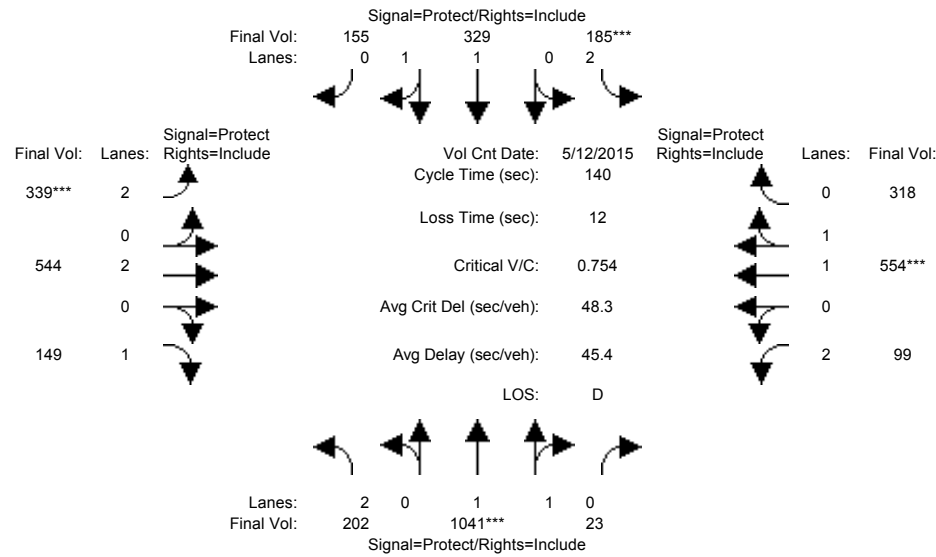 Signal=Protect/Rights=Include
Final Vol: 155 329 185***
Lanes: 0 1 1 0 2
Signal=Protect Signal=Protect
Final Vol: Lanes: Rights=Include Vol Cnt Date: 5/12/2015 Rights=Include Lanes: Final Vol:
Cycle Time (sec): 140
339*** 2 0 318
Loss Time (sec): 12
0 1
544 2 Critical V/C: 0.754 1 554***
0 Avg Crit Del (sec/veh): 48.3 0
149 1 Avg Delay (sec/veh): 45.4 2 99
LOS: D
Lanes: 2 0 1 1 0
Final Vol: 202 1041*** 23
Signal=Protect/Rights=Include